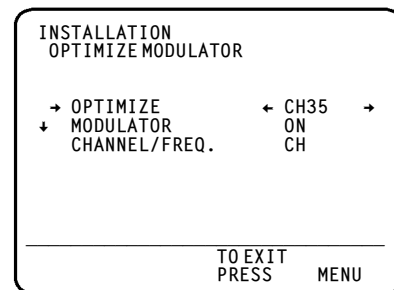 INSTALLATION
OPTIMIZE MODULATOR
→ OPTIMIZE ← CH35 →
↓ MODULATOR ON
CHANNEL/FREQ. CH
TO EXIT
PRESS MENU